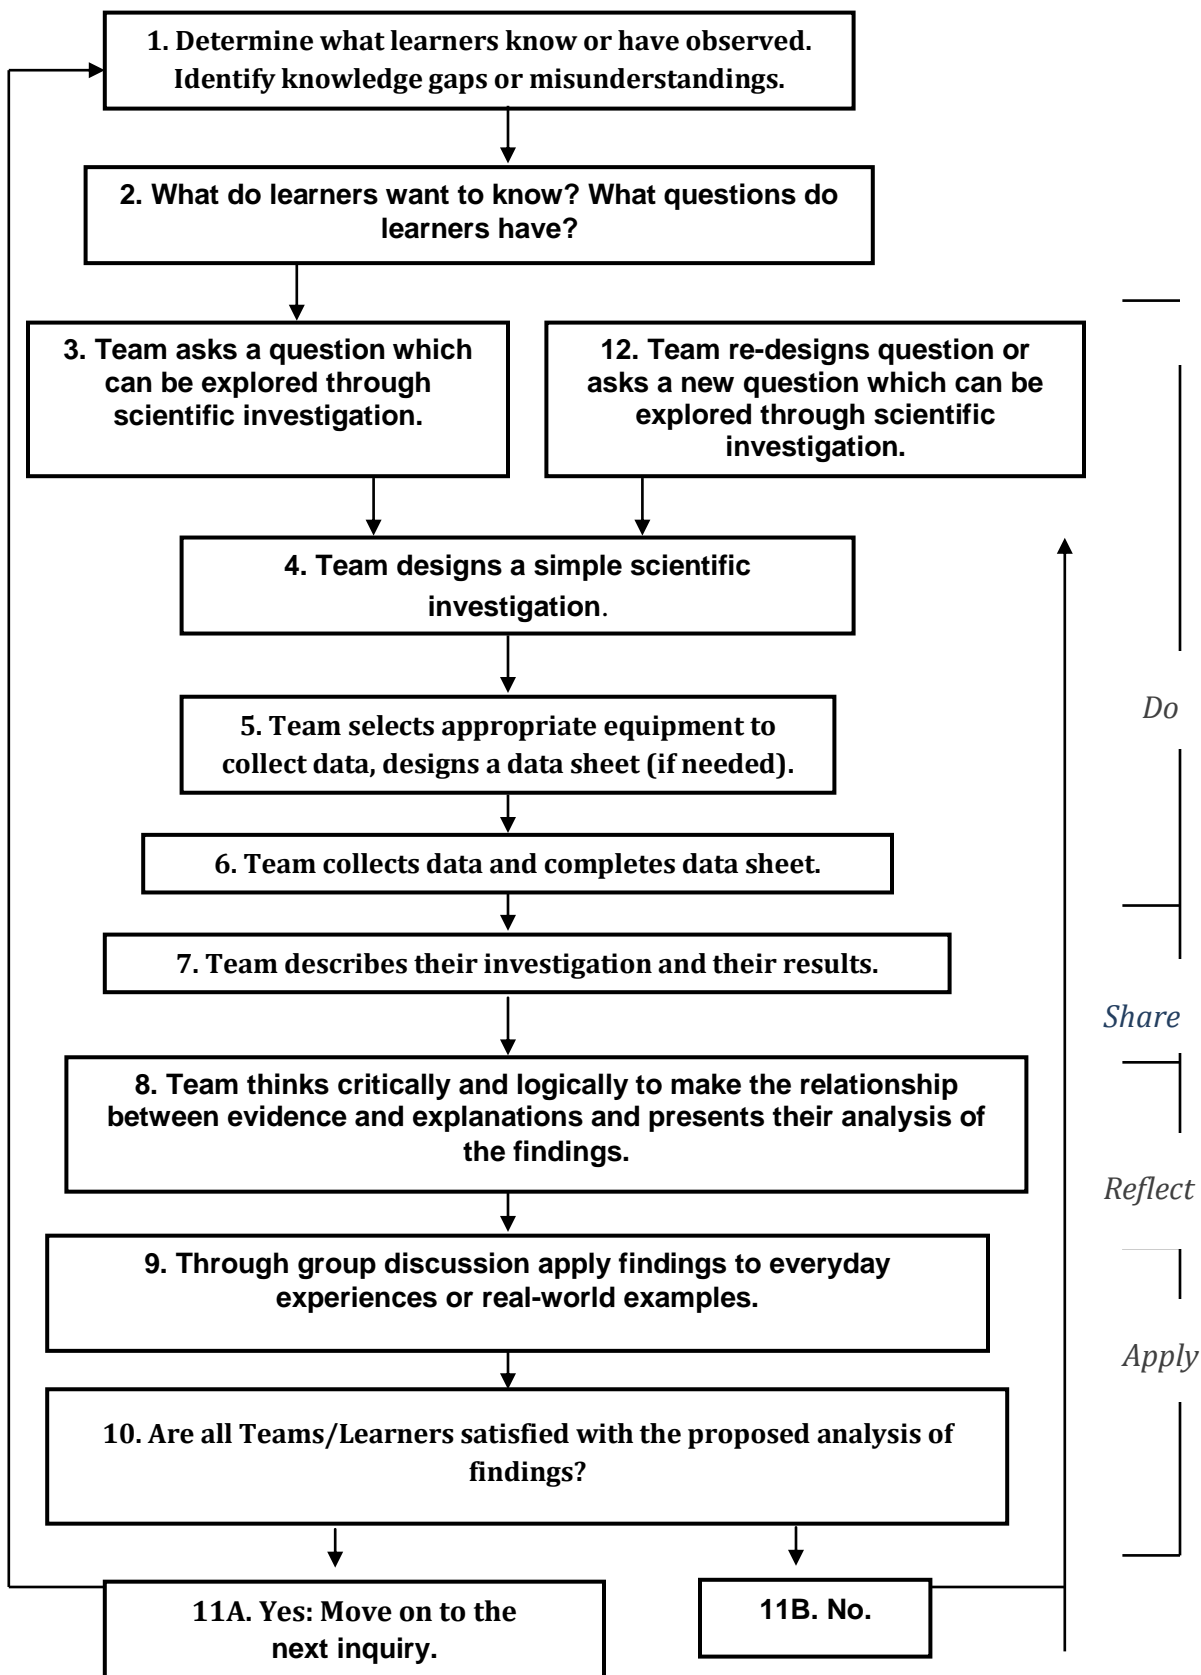 1. Determine what learners know or have observed.
Identify knowledge gaps or misunderstandings.
2. What do learners want to know? What questions do
learners have?
3. Team asks a question which
can be explored through
scientific investigation.
12. Team re-designs question or
asks a new question which can be
explored through scientific
investigation.
4. Team designs a simple scientific
investigation.
Do
5. Team selects appropriate equipment to
collect data, designs a data sheet (if needed).
6. Team collects data and completes data sheet.
7. Team describes their investigation and their results.
Share
8. Team thinks critically and logically to make the relationship
between evidence and explanations and presents their analysis of
the findings.
Reflect
9. Through group discussion apply findings to everyday
experiences or real-world examples.
Apply
10. Are all Teams/Learners satisfied with the proposed analysis of
findings?
11A. Yes: Move on to the
next inquiry.
11B. No.